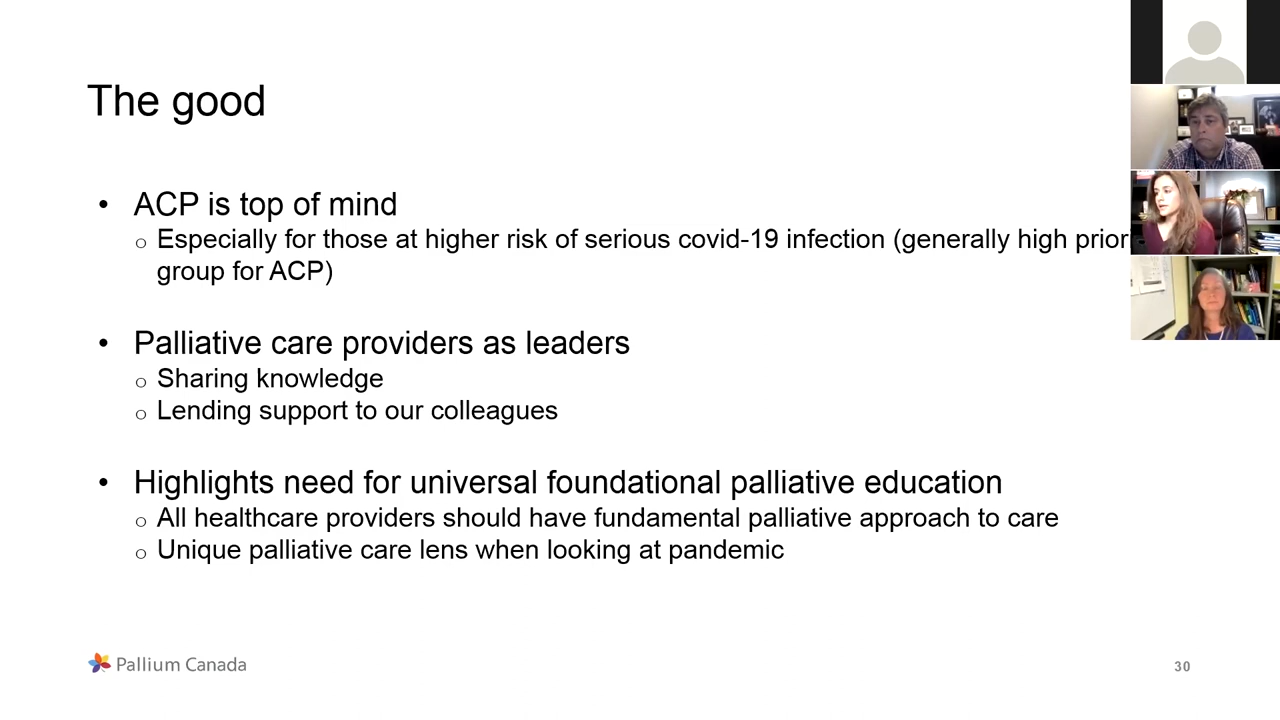 The good
• ACP is top of mind
o Especially for those at higher risk of serious covid-19 infection (generally high
group for ACP)
• Palliative care providers as leaders
o Sharing knowledge
o Lending support to our colleagues
• Highlights need for universal foundational palliative education
o All healthcare providers should have fundamental palliative approach to care
o Unique palliative care lens when looking at pandemic
Pallium Canada
30